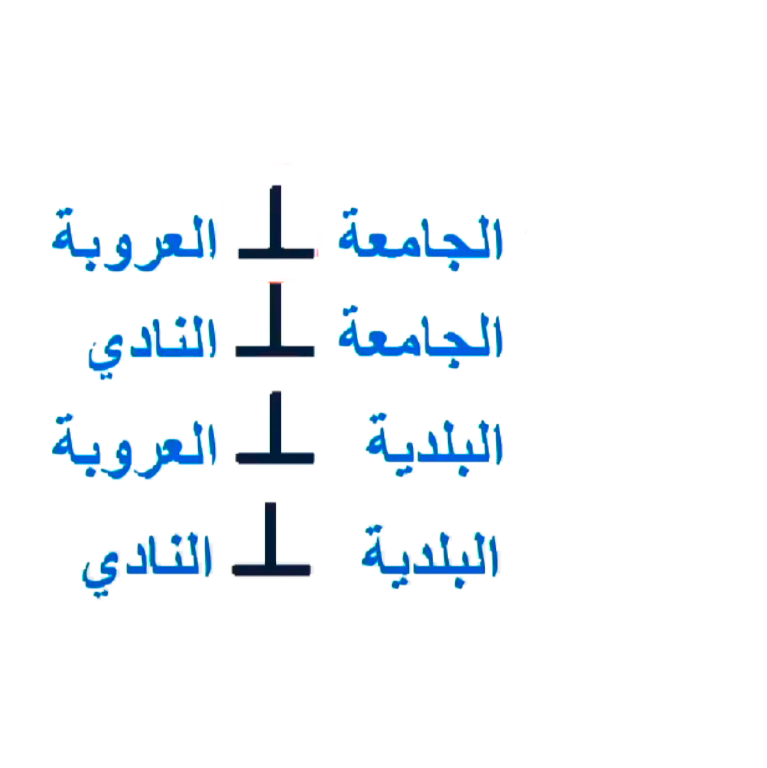 الجامعة ⊥ العروبة
الجامعة ⊥ النادي
البلدية ⊥ العروبة
البلدية ⊥ النادي